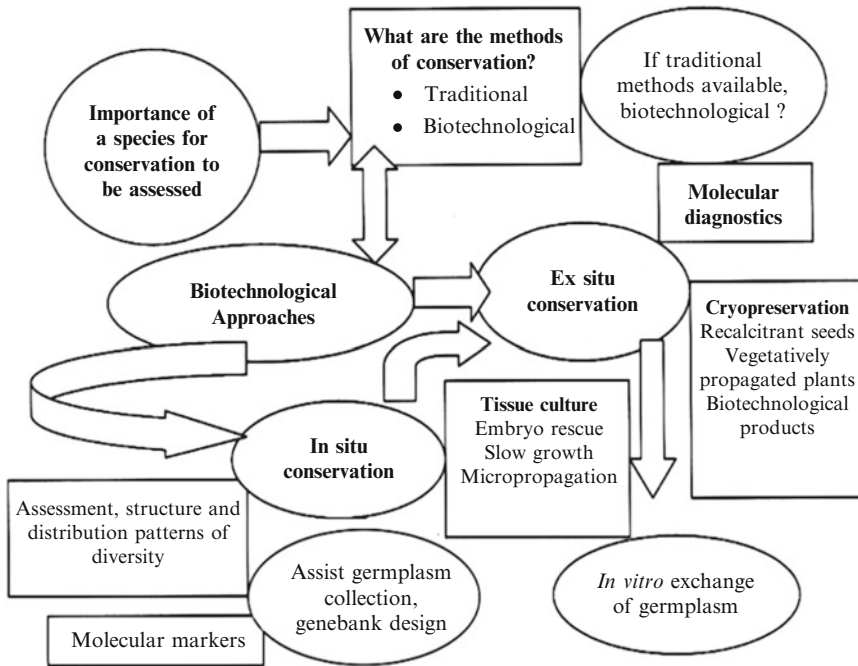 What are the methods
of conservation?
● Traditional
● Biotechnological
If traditional
methods available,
biotechnological ?
Importance of
a species for
conservation to
be assessed
Molecular
diagnostics
Biotechnological
Approaches
Ex situ
conservation
Cryopreservation
Recalcitrant seeds
Vegetatively
propagated plants
Biotechnological
products
Tissue culture
Embryo rescue
Slow growth
Micropropagation
In situ
conservation
Assessment, structure and
distribution patterns of
diversity
Assist germplasm
collection,
genebank design
In vitro exchange
of germplasm
Molecular markers